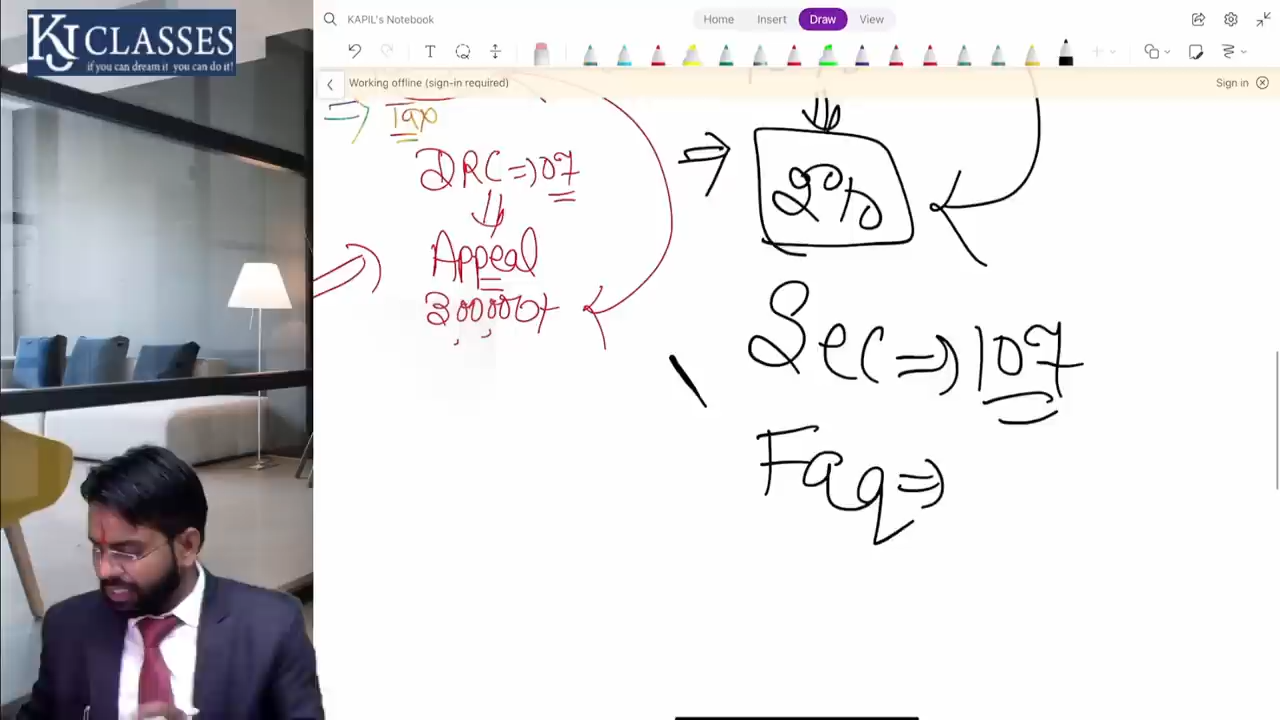 KJ CLASSES
if you can dream it you can do it!
KAPIL's Notebook
Home Insert Draw View
Working offline (sign-in required)
Sign in
⇒ Tax
DRC ⇒ 07
Appeal
300000/-
Sec ⇒ 107
Faq ⇒